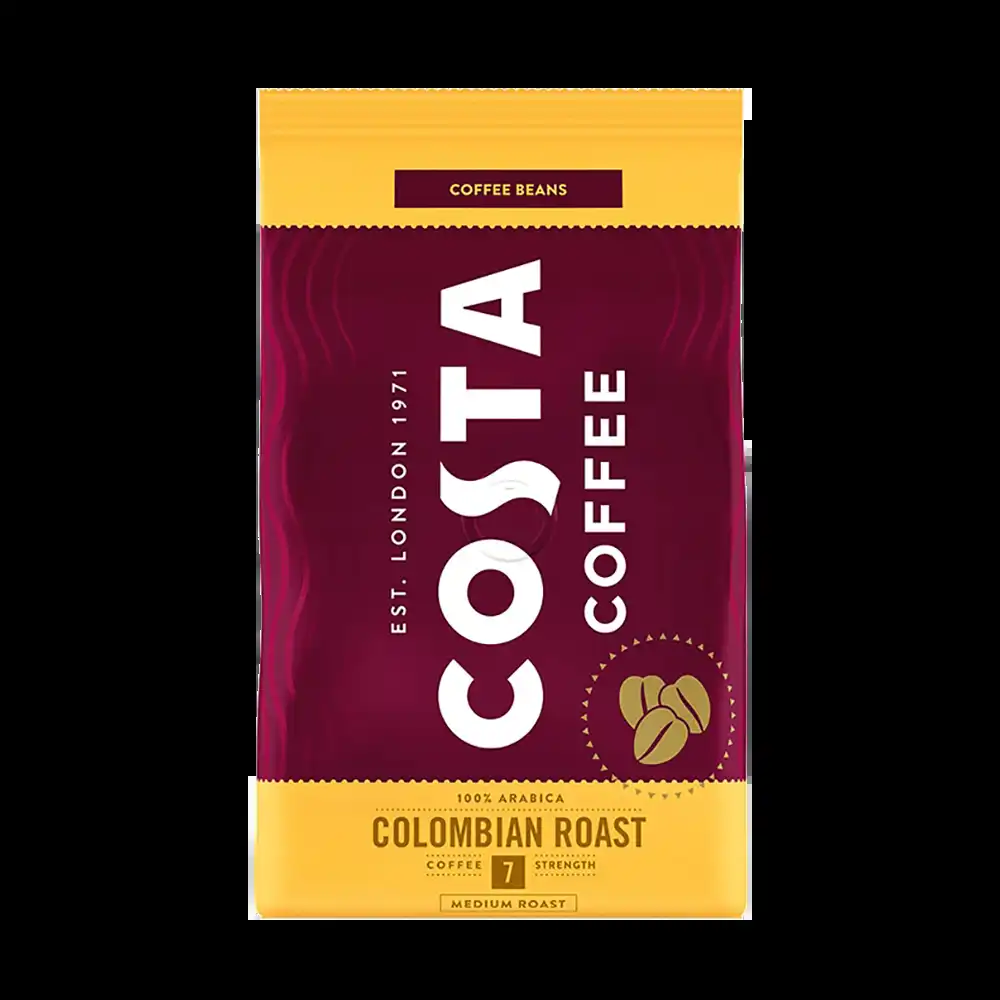 COFFEE BEANS
EST. LONDON 1971
COSTA
COFFEE
100% ARABICA
COLOMBIAN ROAST
COFFEE 7 STRENGTH
MEDIUM ROAST